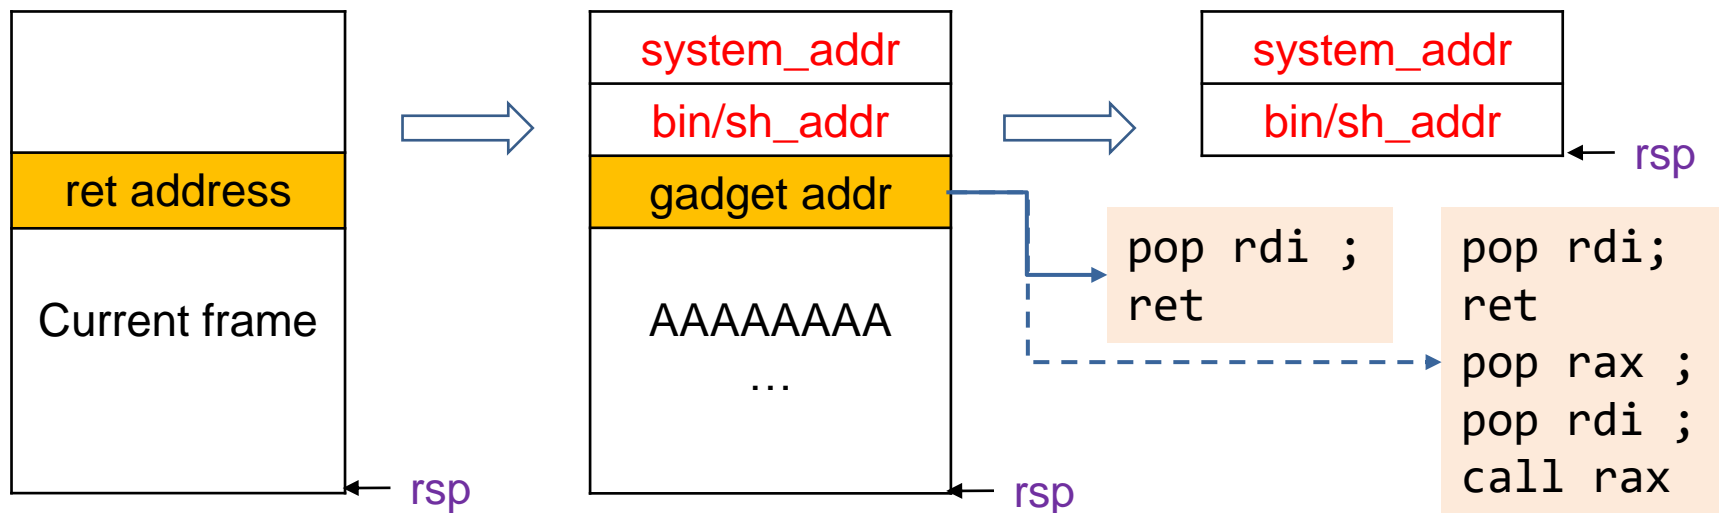 ret address
Current frame
rsp
system_addr
bin/sh_addr
gadget addr
AAAAAAAA
...
rsp
system_addr
bin/sh_addr
rsp
pop rdi ;
ret
pop rdi;
ret
pop rax ;
pop rdi ;
call rax